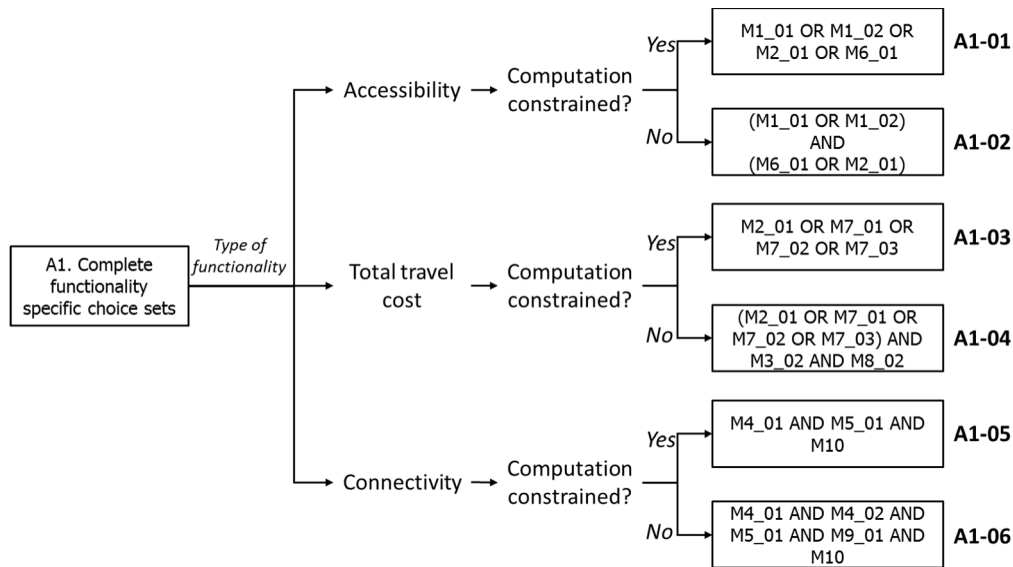 A1. Complete
functionality
specific choice sets
Type of
functionality
Accessibility
Computation
constrained?
Yes
M1_01 OR M1_02 OR
M2_01 OR M6_01
A1-01
No
(M1_01 OR M1_02)
AND
(M6_01 OR M2_01)
A1-02
Total travel
cost
Computation
constrained?
Yes
M2_01 OR M7_01 OR
M7_02 OR M7_03
A1-03
No
(M2_01 OR M7_01 OR
M7_02 OR M7_03) AND
M3_02 AND M8_02
A1-04
Connectivity
Computation
constrained?
Yes
M4_01 AND M5_01 AND
M10
A1-05
No
M4_01 AND M4_02 AND
M5_01 AND M9_01 AND
M10
A1-06